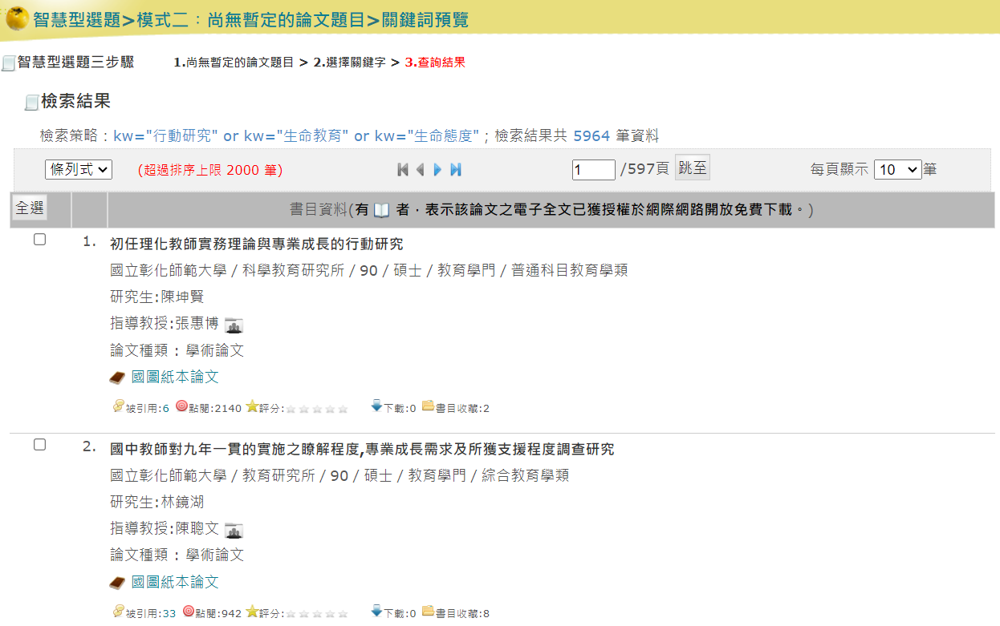 智慧型選題>模式二：尚無暫定的論文題目>關鍵詞預覽
智慧型選題三步驟 1.尚無暫定的論文題目 > 2.選擇關鍵字 > 3.查詢結果
檢索結果
檢索策略：kw="行動研究" or kw="生命教育" or kw="生命態度"；檢索結果共 5964 筆資料
條列式 (超過排序上限 2000 筆) 1 /597頁 跳至 每頁顯示 10 筆
全選 書目資料(有 者，表示該論文之電子全文已獲授權於網際網路開放免費下載。)
1. 初任理化教師實務理論與專業成長的行動研究
國立彰化師範大學 / 科學教育研究所 / 90 / 碩士 / 教育學門 / 普通科目教育學類
研究生:陳坤賢
指導教授:張惠博
論文種類：學術論文
國圖紙本論文
被引用:6 點閱:2140 評分: 下載:0 書目收藏:2
2. 國中教師對九年一貫的實施之瞭解程度,專業成長需求及所獲支援程度調查研究
國立彰化師範大學 / 教育研究所 / 90 / 碩士 / 教育學門 / 綜合教育學類
研究生:林鏡湖
指導教授:陳聰文
論文種類：學術論文
國圖紙本論文
被引用:33 點閱:942 評分: 下載:0 書目收藏:8